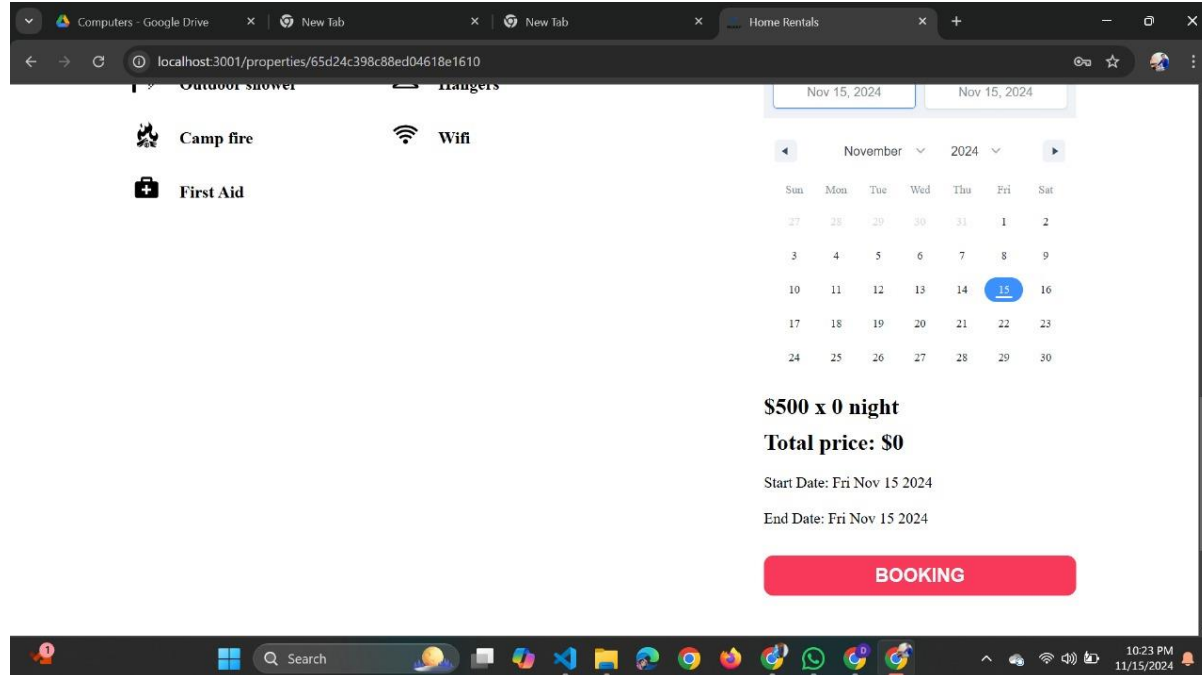 Computers - Google Drive
New Tab
New Tab
Home Rentals
localhost:3001/properties/65d24c398c88ed04618e1610
Outdoor shower
Hangers
Camp fire
Wifi
First Aid
Nov 15, 2024
Nov 15, 2024
November
2024
Sun Mon Tue Wed Thu Fri Sat
27 28 29 30 31 1 2
3 4 5 6 7 8 9
10 11 12 13 14 15 16
17 18 19 20 21 22 23
24 25 26 27 28 29 30
$500 x 0 night
Total price: $0
Start Date: Fri Nov 15 2024
End Date: Fri Nov 15 2024
BOOKING
1
Search
10:23 PM
11/15/2024